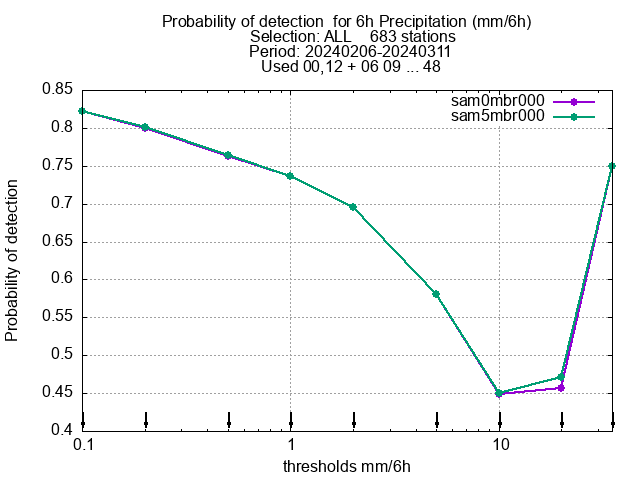 Probability of detection  for 6h Precipitation (mm/6h)
Selection: ALL    683 stations
Period: 20240206-20240311
Used 00,12 + 06 09 ... 48
sam0mbr000
sam5mbr000
0.85
0.8
0.75
0.7
0.65
0.6
0.55
0.5
0.45
0.4
Probability of detection
0.1
1
10
thresholds mm/6h